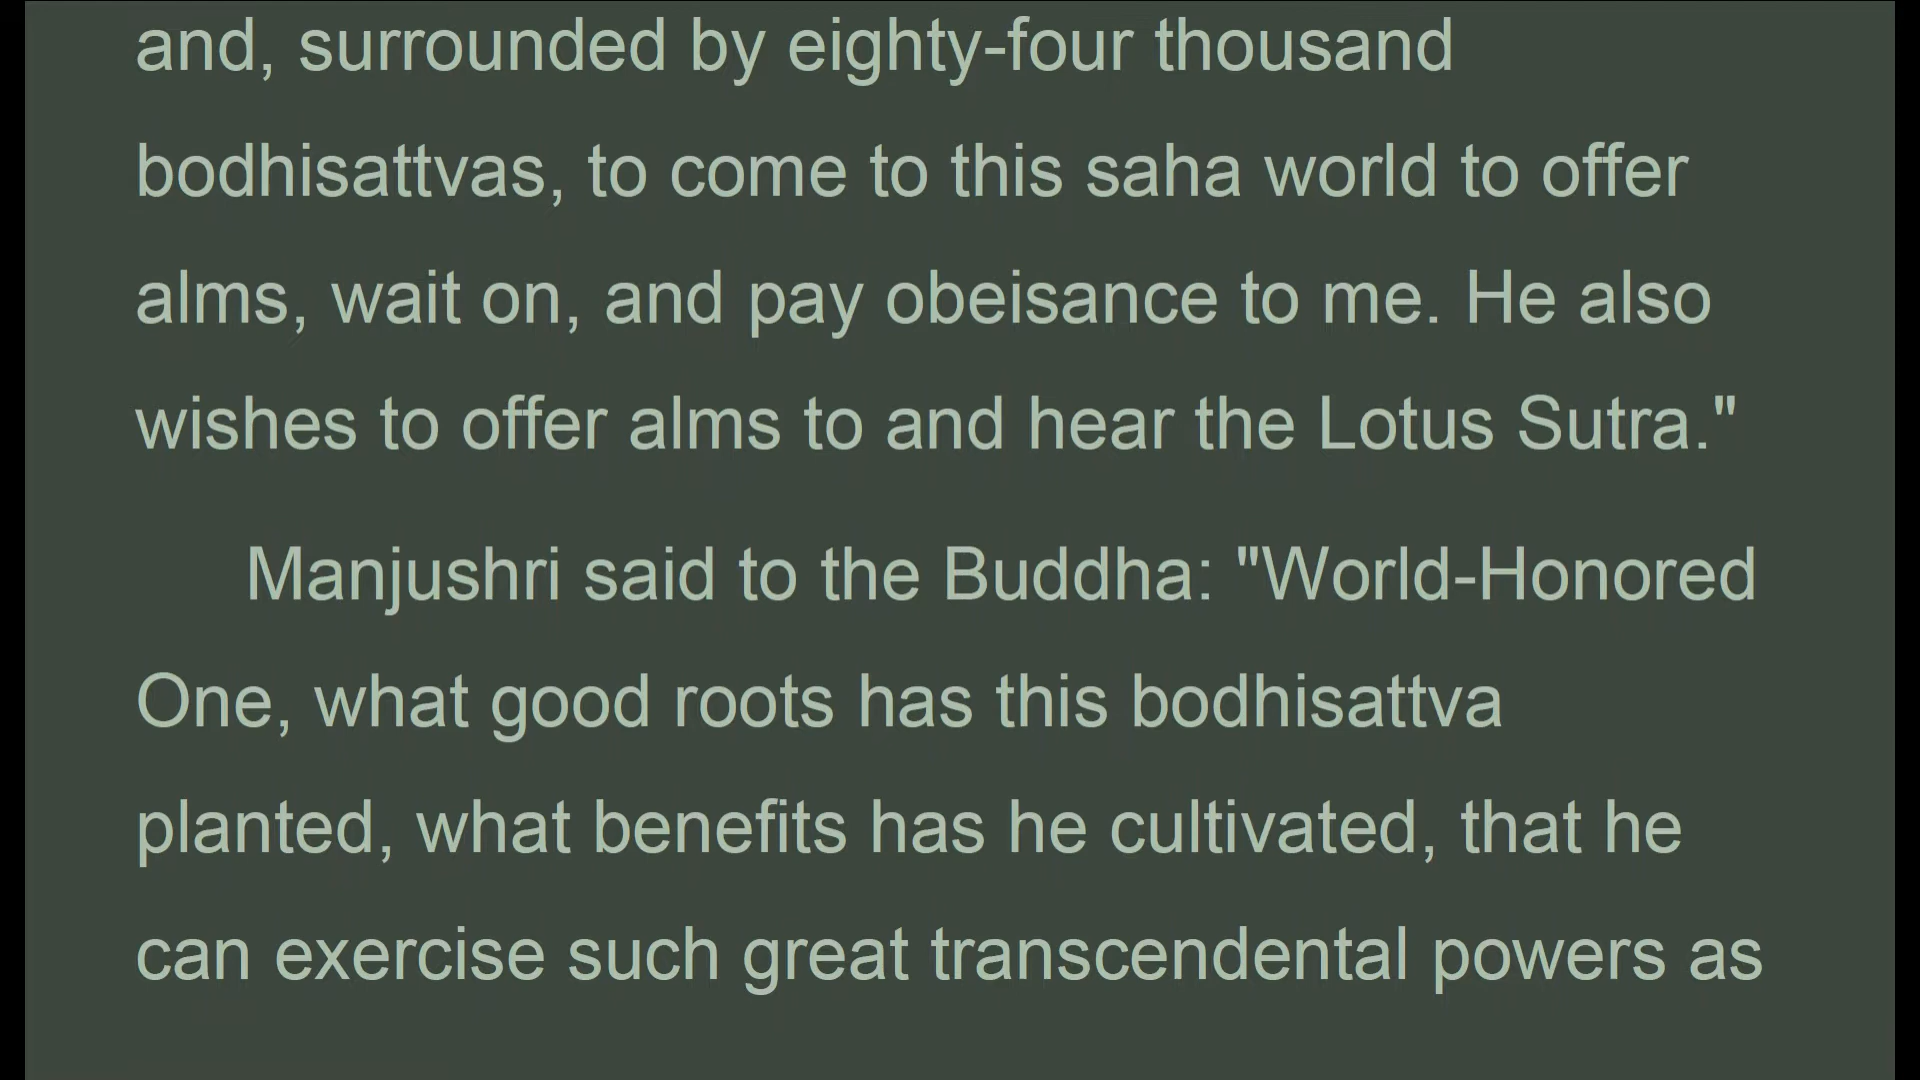 and, surrounded by eighty-four thousand
bodhisattvas, to come to this saha world to offer
alms, wait on, and pay obeisance to me. He also
wishes to offer alms to and hear the Lotus Sutra."
Manjushri said to the Buddha: "World-Honored
One, what good roots has this bodhisattva
planted, what benefits has he cultivated, that he
can exercise such great transcendental powers as